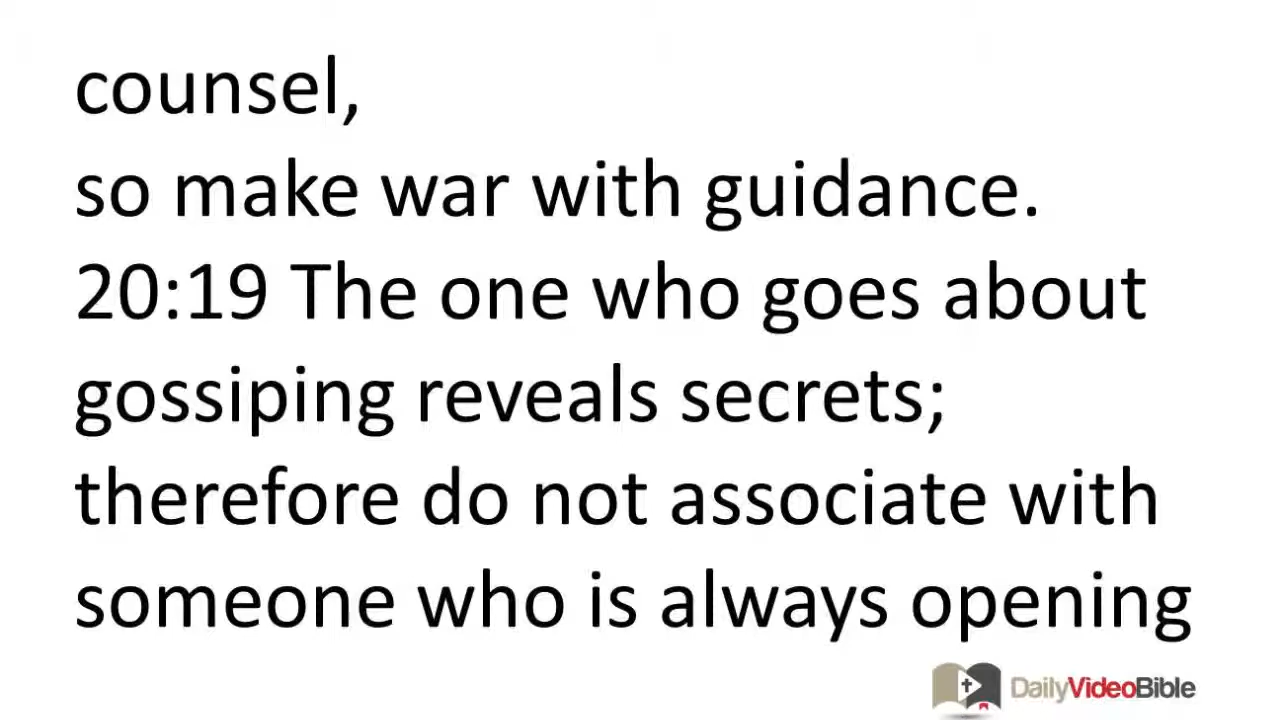 counsel,
so make war with guidance.
20:19 The one who goes about
gossiping reveals secrets;
therefore do not associate with
someone who is always opening
DailyVideoBible